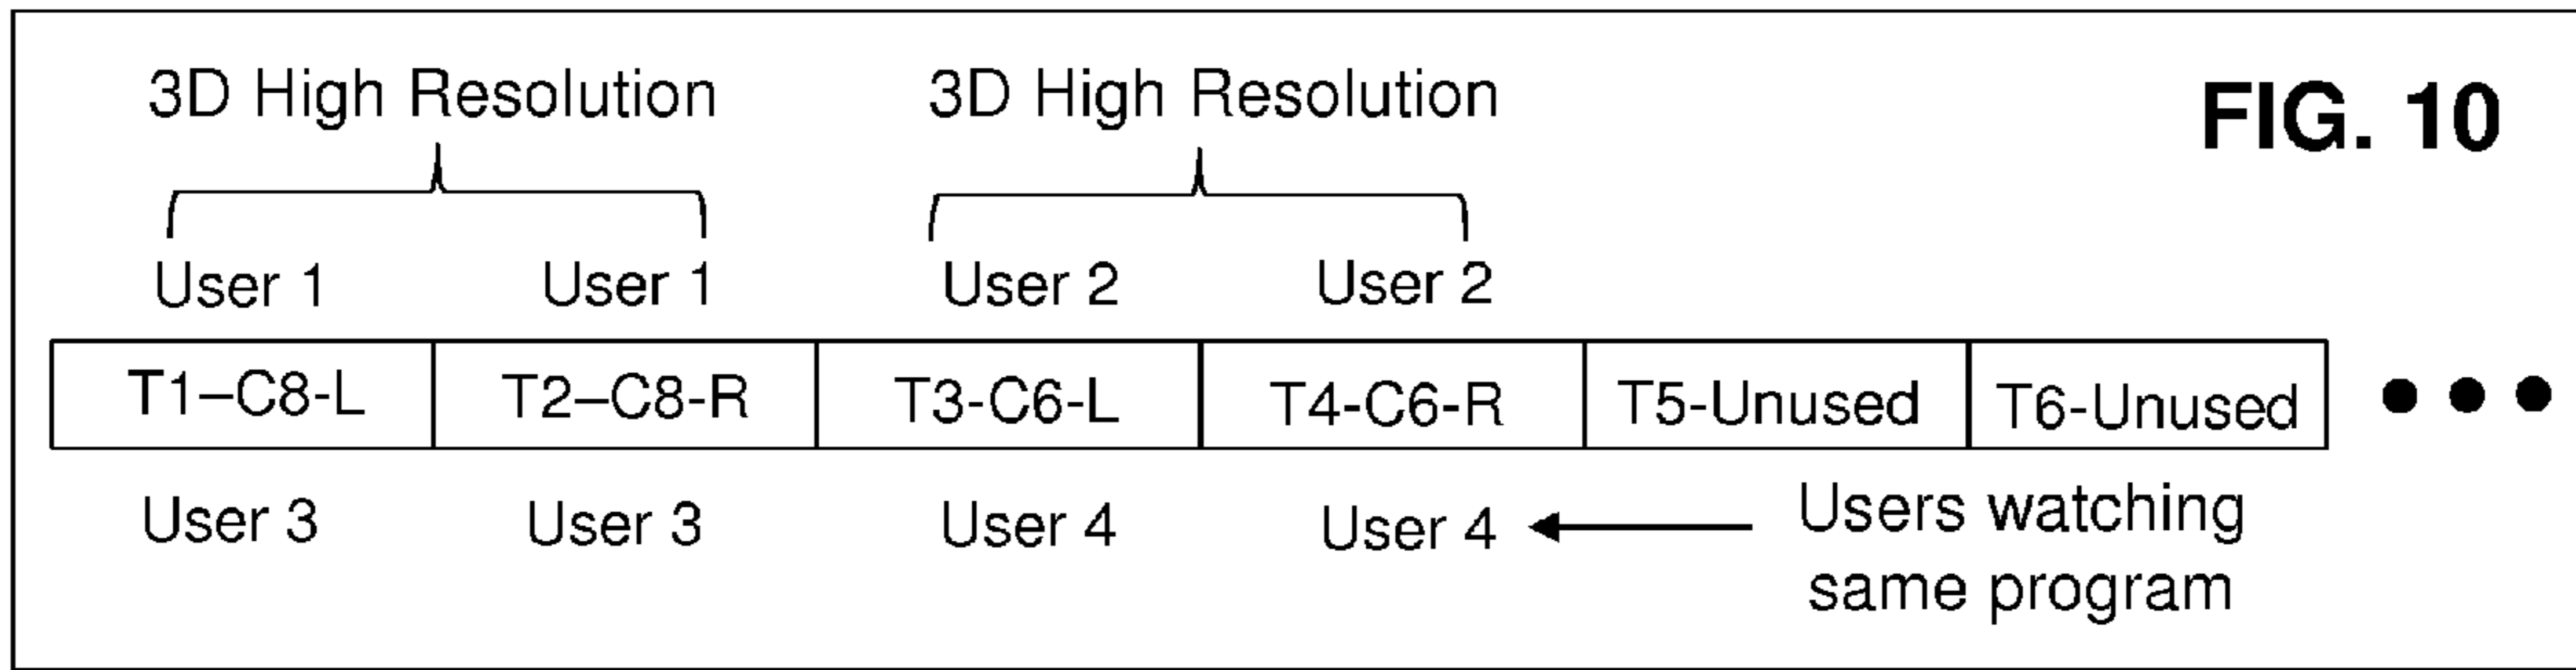 3D High Resolution 3D High Resolution FIG. 10
User 1 User 1 User 2 User 2
T1–C8-L T2–C8-R T3-C6-L T4-C6-R T5-Unused T6-Unused
User 3 User 3 User 4 User 4 Users watching
same program